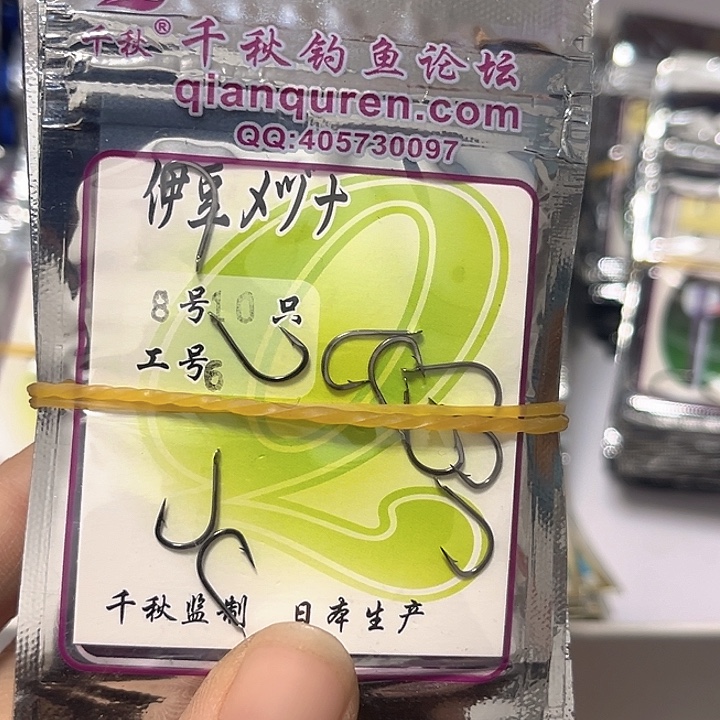 千秋® 千秋钓鱼论坛
qianquren.com
QQ:405730097
伊豆メヅナ
8号10只
工号6
千秋监制 日本生产